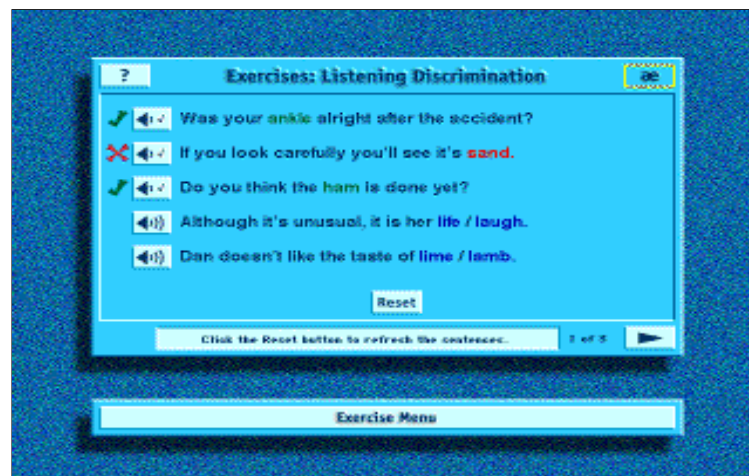 ?
Exercises: Listening Discrimination
æ
Was your ankle alright after the accident?
If you look carefully you'll see it's sand.
Do you think the ham is done yet?
Although it's unusual, it is her life / laugh.
Dan doesn't like the taste of lime / lamb.
Reset
Click the Reset button to refresh the sentences.
of
Exercise Menu